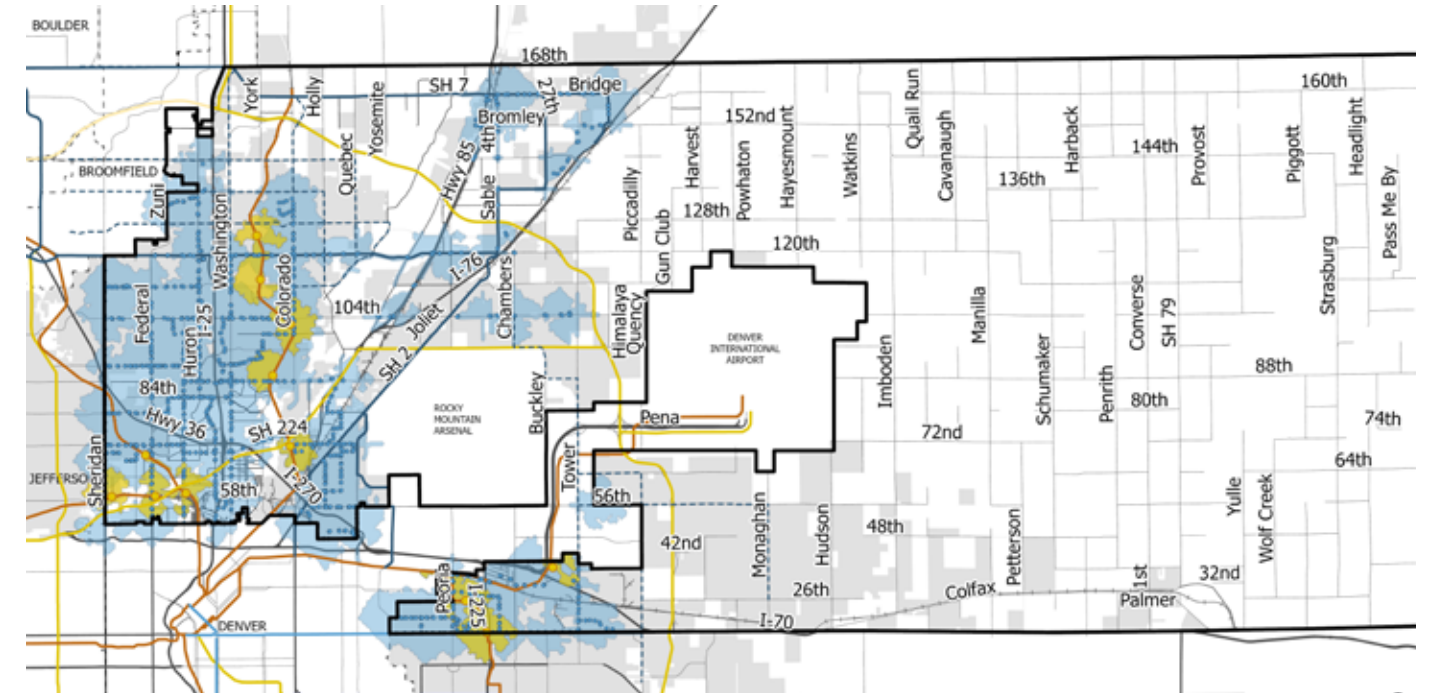 BOULDER
168th
York
Holly
Yosemite
SH 7
27th
Bridge
160th
Quail Run
Bromley
4th
152nd
Harvest
Powhaton
Hayesmount
Watkins
Cavanaugh
Harback
144th
Provost
Piggott
Headlight
Quebec
Hwy 85
BROOMFIELD
Zuni
Sable
Piccadilly
136th
Pass Me By
128th
Washington
Gun Club
120th
I-76
Chambers
Federal
Colorado
104th
Joliet
Himalaya
Quency
Strasburg
Huron
I-25
SH 2
DENVER
INTERNATIONAL
AIRPORT
Manilla
Converse
SH 79
Imboden
Schumaker
88th
84th
Buckley
Penrith
80th
ROCKY
MOUNTAIN
ARSENAL
Hwy 36
SH 224
Pena
72nd
74th
Sheridan
Tower
64th
JEFFERSO
I-270
58th
56th
Monaghan
Hudson
48th
Petterson
Yulle
Wolf Creek
42nd
Peoria
I-225
26th
Colfax
1st
32nd
Palmer
I-70
DENVER